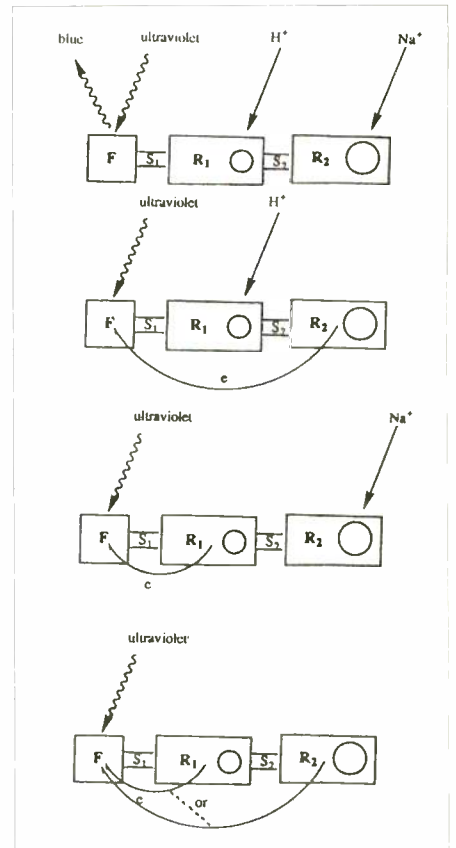 blue ultraviolet H⁺ Na⁺
F S₁ R₁ S₂ R₂
ultraviolet H⁺
F S₁ R₁ S₂ R₂
e
ultraviolet Na⁺
F S₁ R₁ S₂ R₂
e
ultraviolet
F S₁ R₁ S₂ R₂
e or